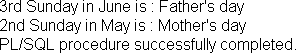 3rd Sunday in June is : Father's day
2nd Sunday in May is : Mother's day
PL/SQL procedure successfully completed.